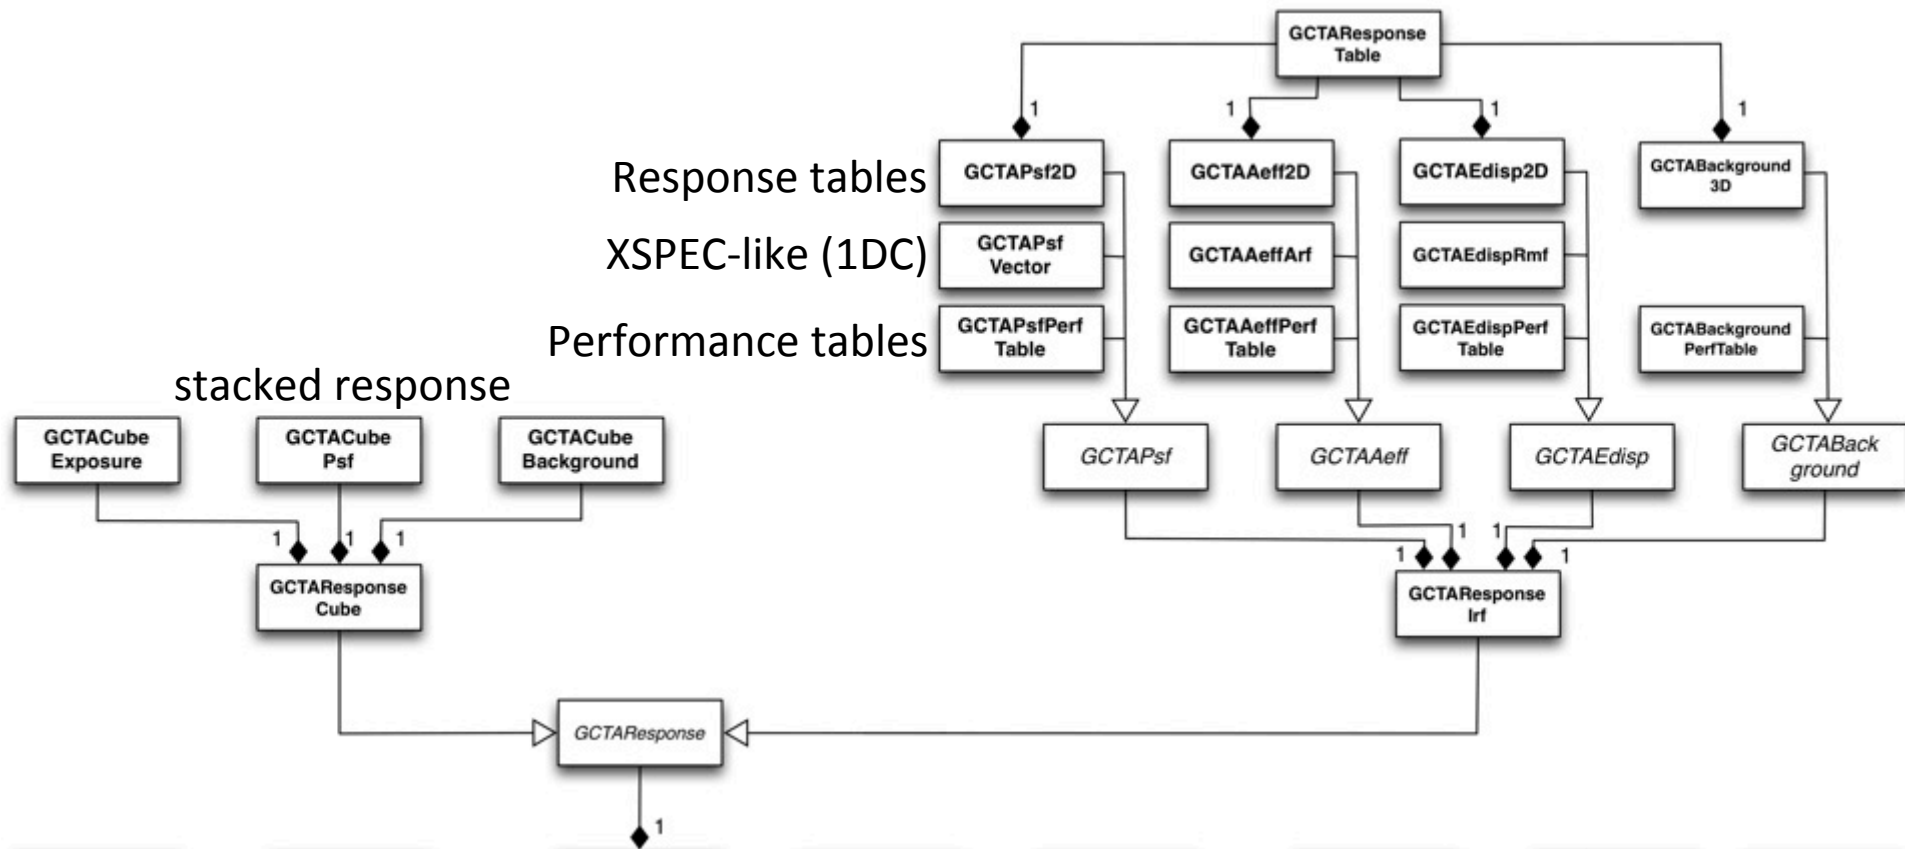 GCTAResponse
Table
1
1
1
1
Response tables
GCTAPsf2D
GCTAAeff2D
GCTAEdisp2D
GCTABackground
3D
XSPEC-like (1DC)
GCTAPsf
Vector
GCTAAeffArf
GCTAEdispRmf
Performance tables
GCTAPsfPerf
Table
GCTAAeffPerf
Table
GCTAEdispPerf
Table
GCTABackground
PerfTable
stacked response
GCTACube
Exposure
GCTACube
Psf
GCTACube
Background
GCTAPsf
GCTAAeff
GCTAEdisp
GCTABack
ground
1
1
1
1
1
1
1
GCTAResponse
Cube
GCTAResponse
Irf
GCTAResponse
1